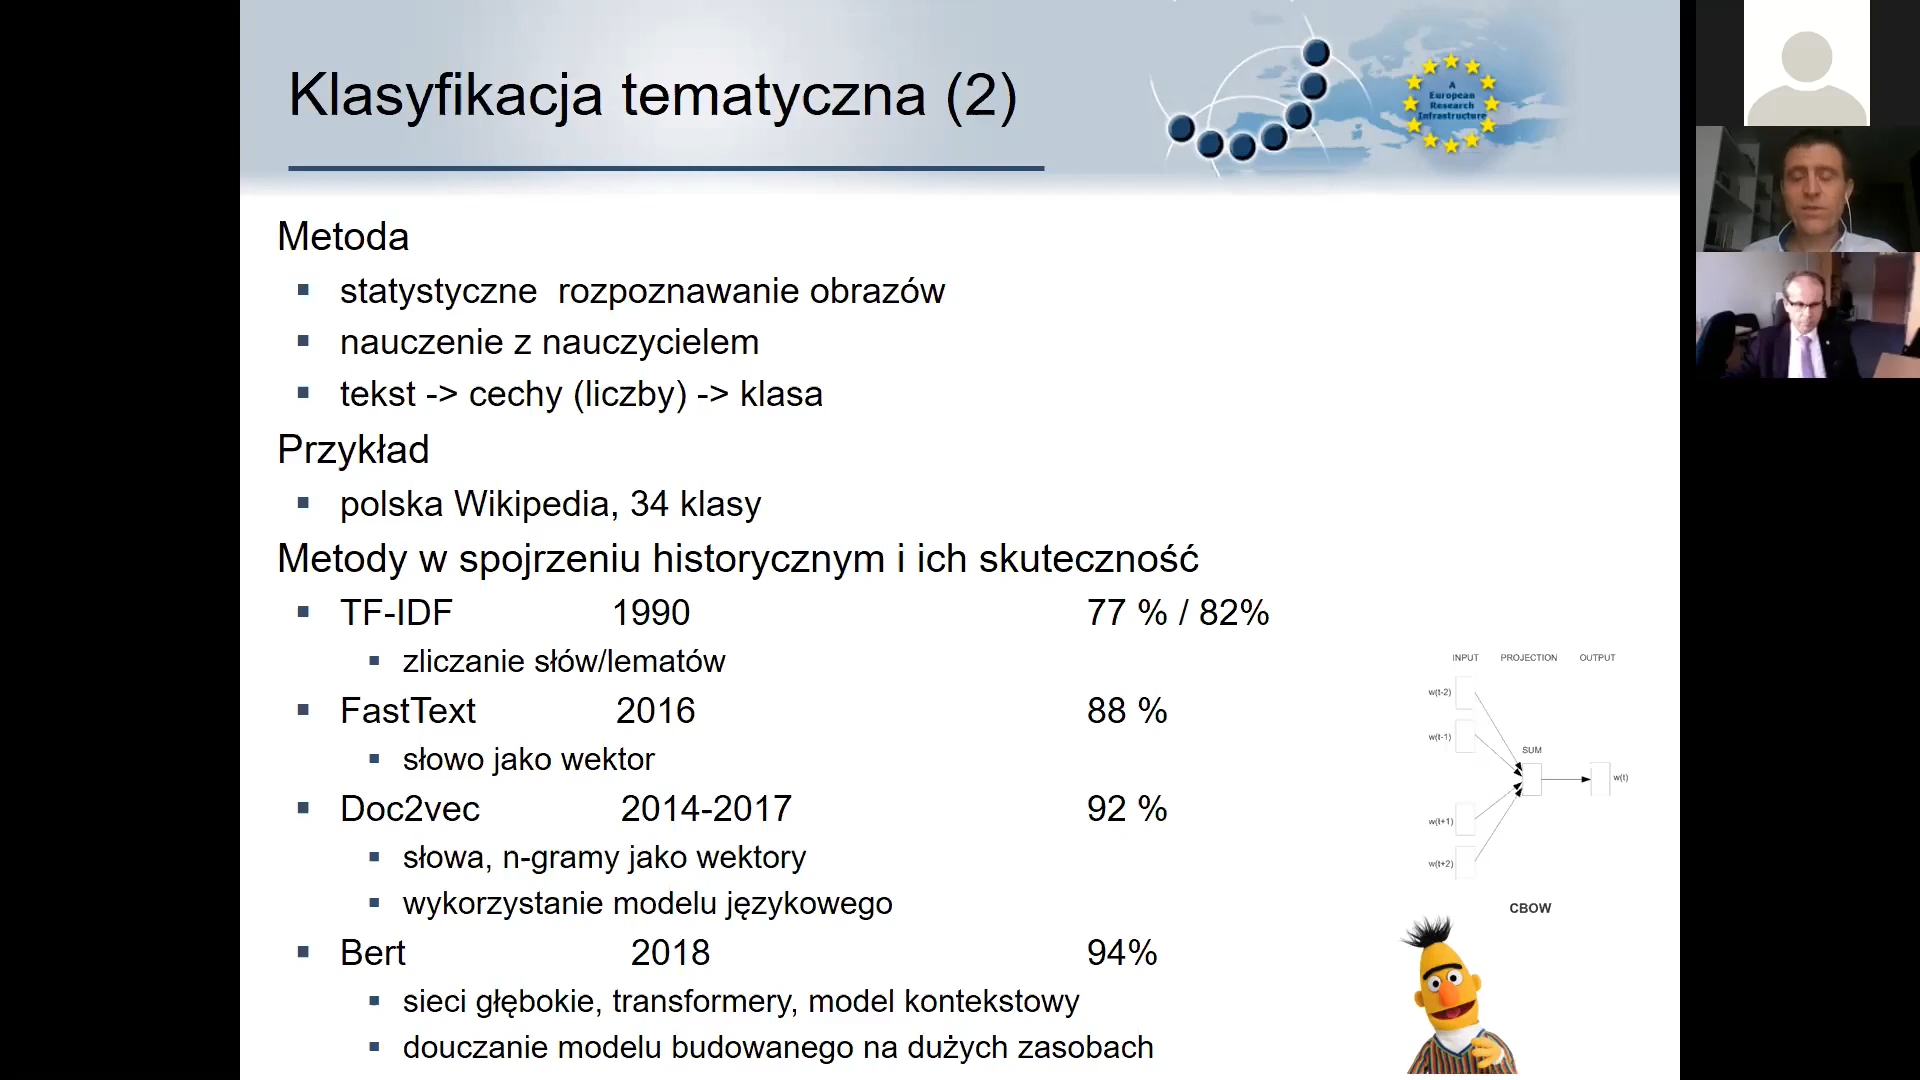 Klasyfikacja tematyczna (2)
A
European
Research
Infrastructure
Metoda
statystyczne  rozpoznawanie obrazów
nauczenie z nauczycielem
tekst -> cechy (liczby) -> klasa
Przykład
polska Wikipedia, 34 klasy
Metody w spojrzeniu historycznym i ich skuteczność
TF-IDF 1990 77 % / 82%
zliczanie słów/lematów
FastText 2016 88 %
słowo jako wektor
Doc2vec 2014-2017 92 %
słowa, n-gramy jako wektory
wykorzystanie modelu językowego
Bert 2018 94%
sieci głębokie, transformery, model kontekstowy
douczanie modelu budowanego na dużych zasobach
INPUT PROJECTION OUTPUT
w(t-2)
w(t-1)
SUM
w(t)
w(t+1)
w(t+2)
CBOW